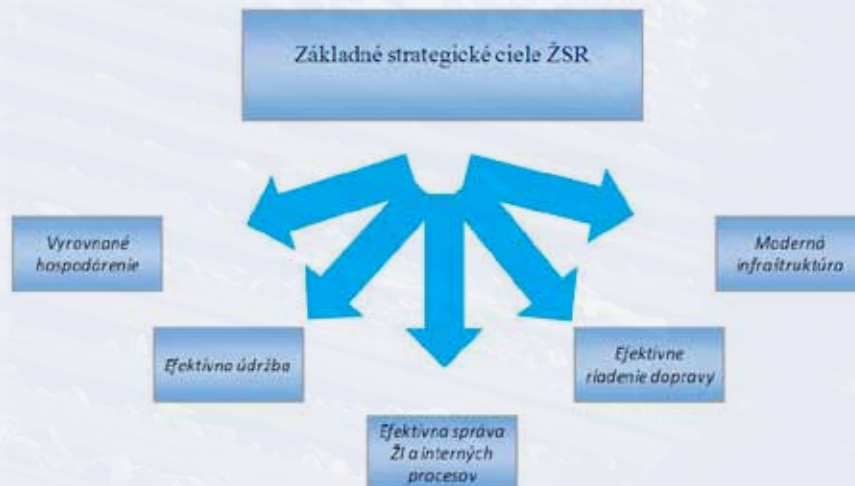 Základné strategické ciele ŽSR
Vyrovnané
hospodárenie
Moderná
infraštruktúra
Efektívna údržba
Efektívne
riadenie dopravy
Efektívna správa
ŽI a interných
procesov